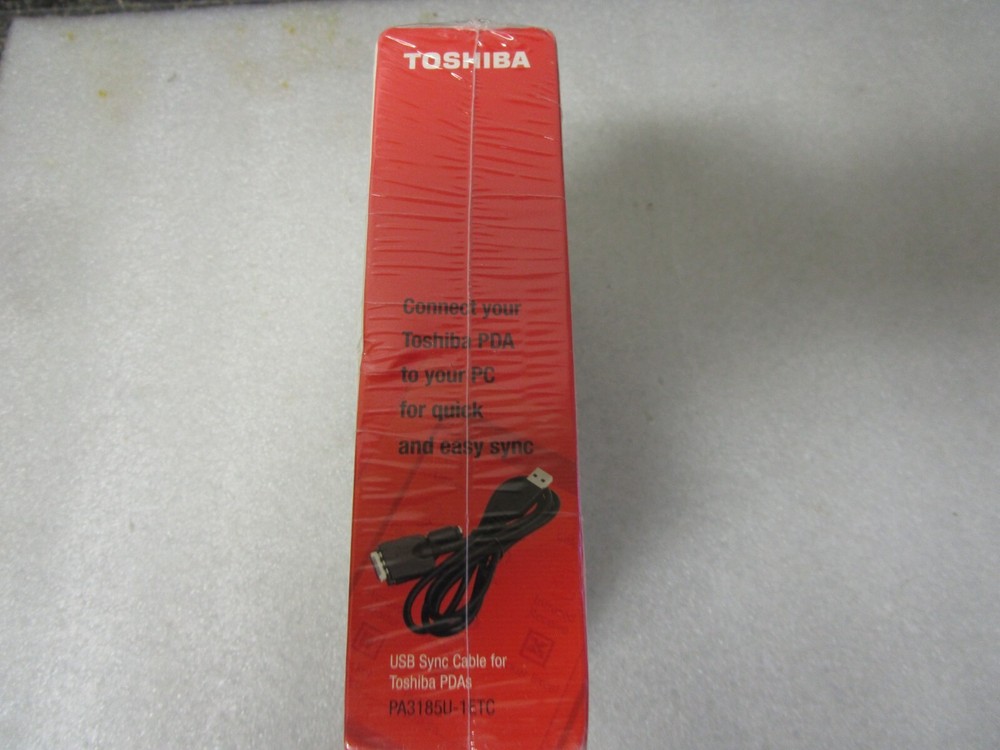 TOSHIBA
Connect your
Toshiba PDA
to your PC
for quick
and easy sync
USB Sync Cable for
Toshiba PDAs
PA3185U-1ETC